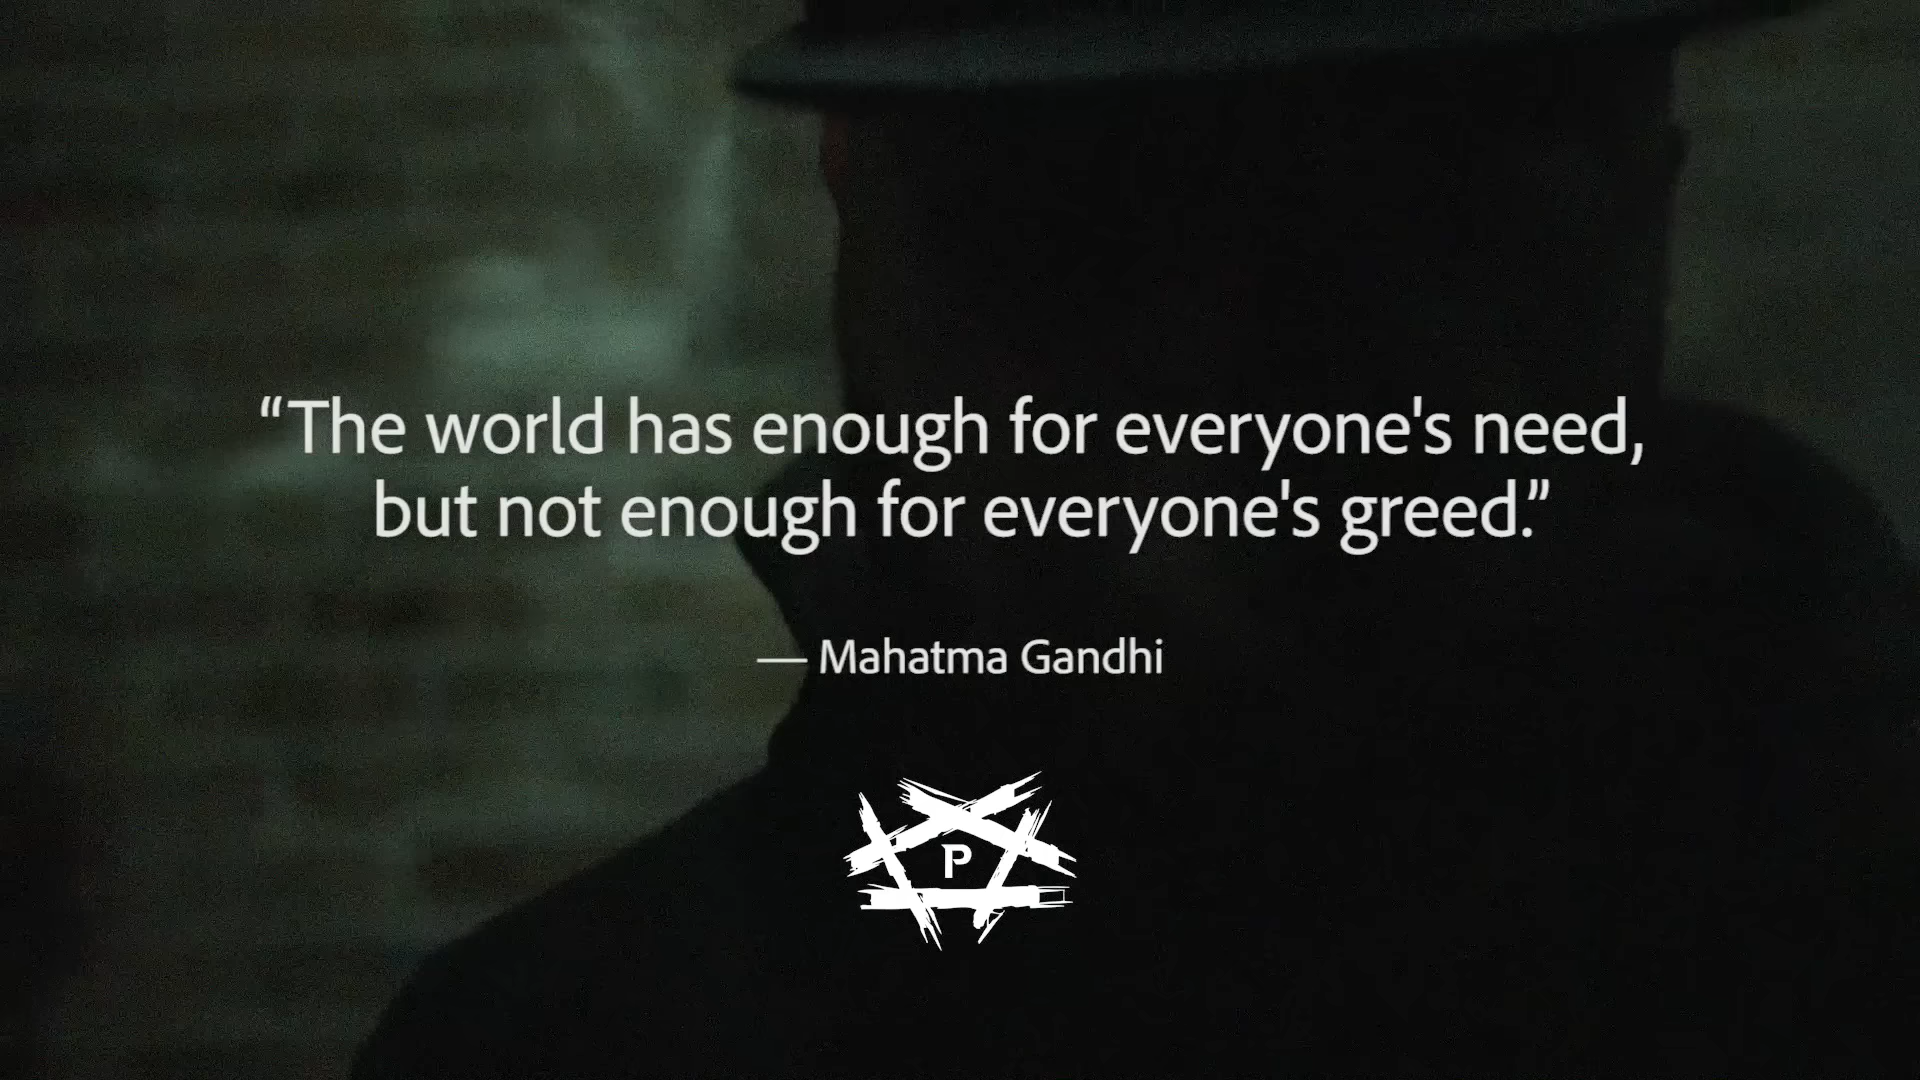 “The world has enough for everyone's need,
but not enough for everyone's greed.”
— Mahatma Gandhi
P